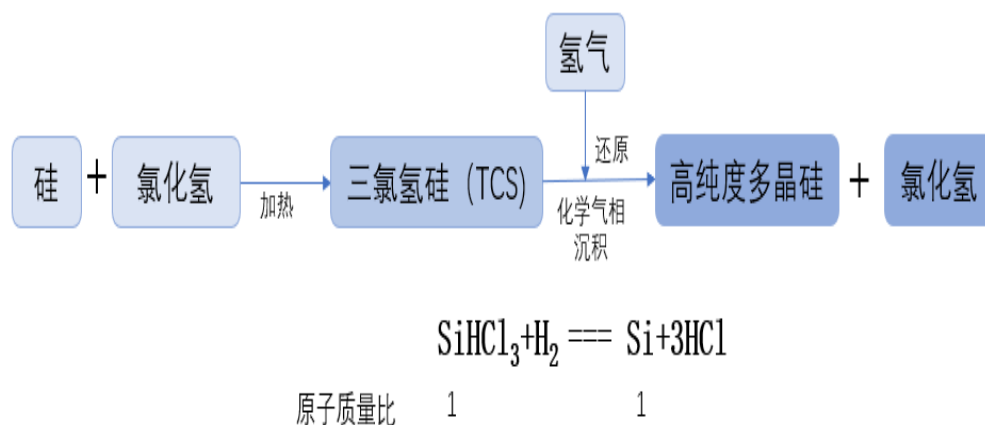 氢气
还原
硅 + 氯化氢
加热
三氯氢硅（TCS)
化学气相
沉积
高纯度多晶硅 + 氯化氢
SiHCl₃+H₂ === Si+3HCl
原子质量比 1 1